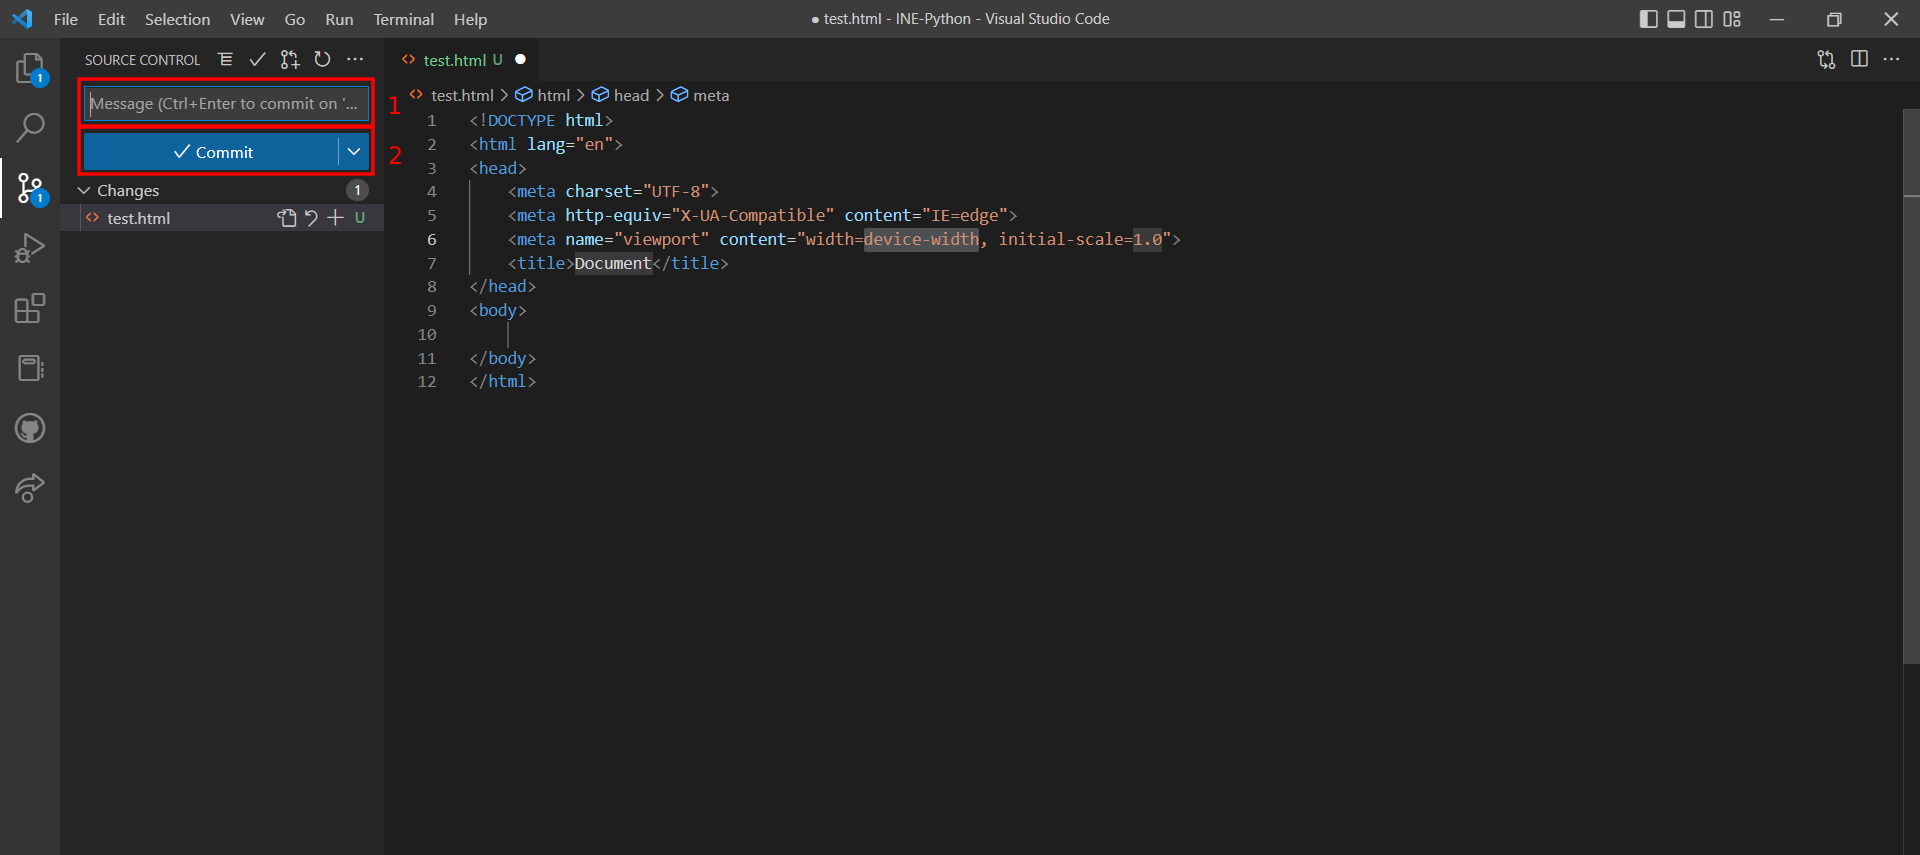 File Edit Selection View Go Run Terminal Help
● test.html - INE-Python - Visual Studio Code
SOURCE CONTROL
Message (Ctrl+Enter to commit on '...
1
Commit
2
Changes 1
test.html U
1
1
test.html U
test.html > html > head > meta
1 <!DOCTYPE html>
2 <html lang="en">
3 <head>
4 <meta charset="UTF-8">
5 <meta http-equiv="X-UA-Compatible" content="IE=edge">
6 <meta name="viewport" content="width=device-width, initial-scale=1.0">
7 <title>Document</title>
8 </head>
9 <body>
10
11 </body>
12 </html>